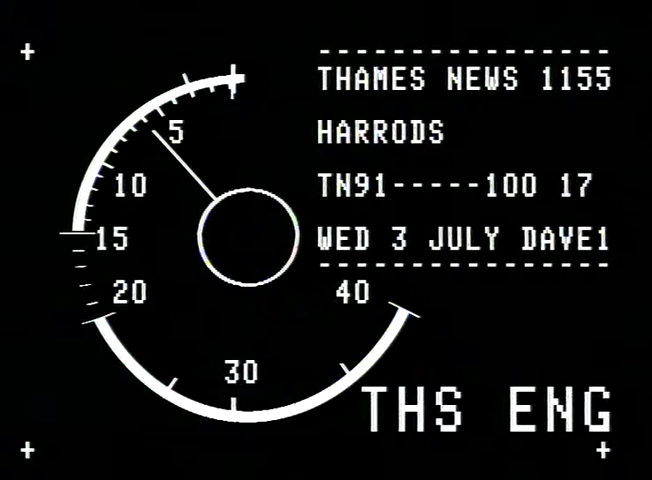 ----------------
THAMES NEWS 1155
HARRODS
TN91-----100 17
WED 3 JULY DAVE1
----------------
5
10
15
20
30
40
THS ENG